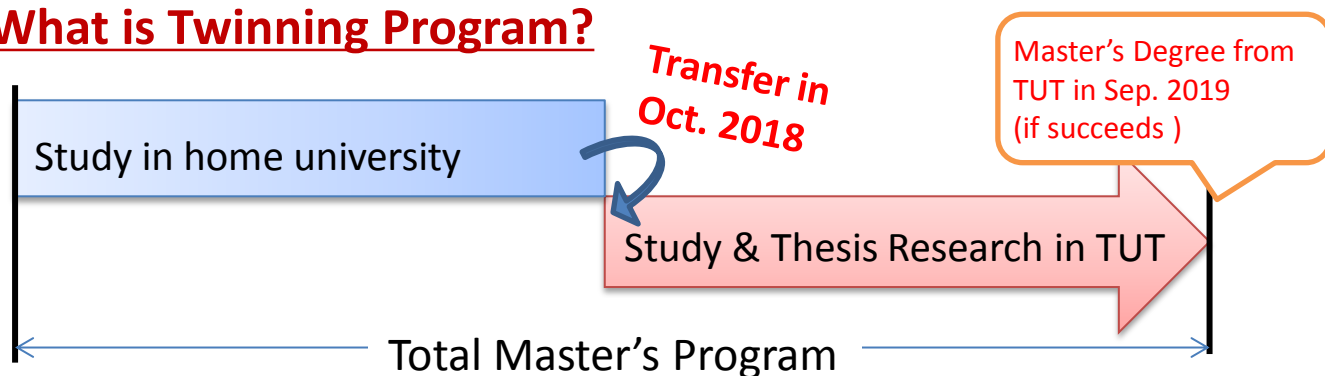 What is Twinning Program?
Transfer in
Oct. 2018
Master's Degree from
TUT in Sep. 2019
(if succeeds )
Study in home university
Study & Thesis Research in TUT
Total Master's Program